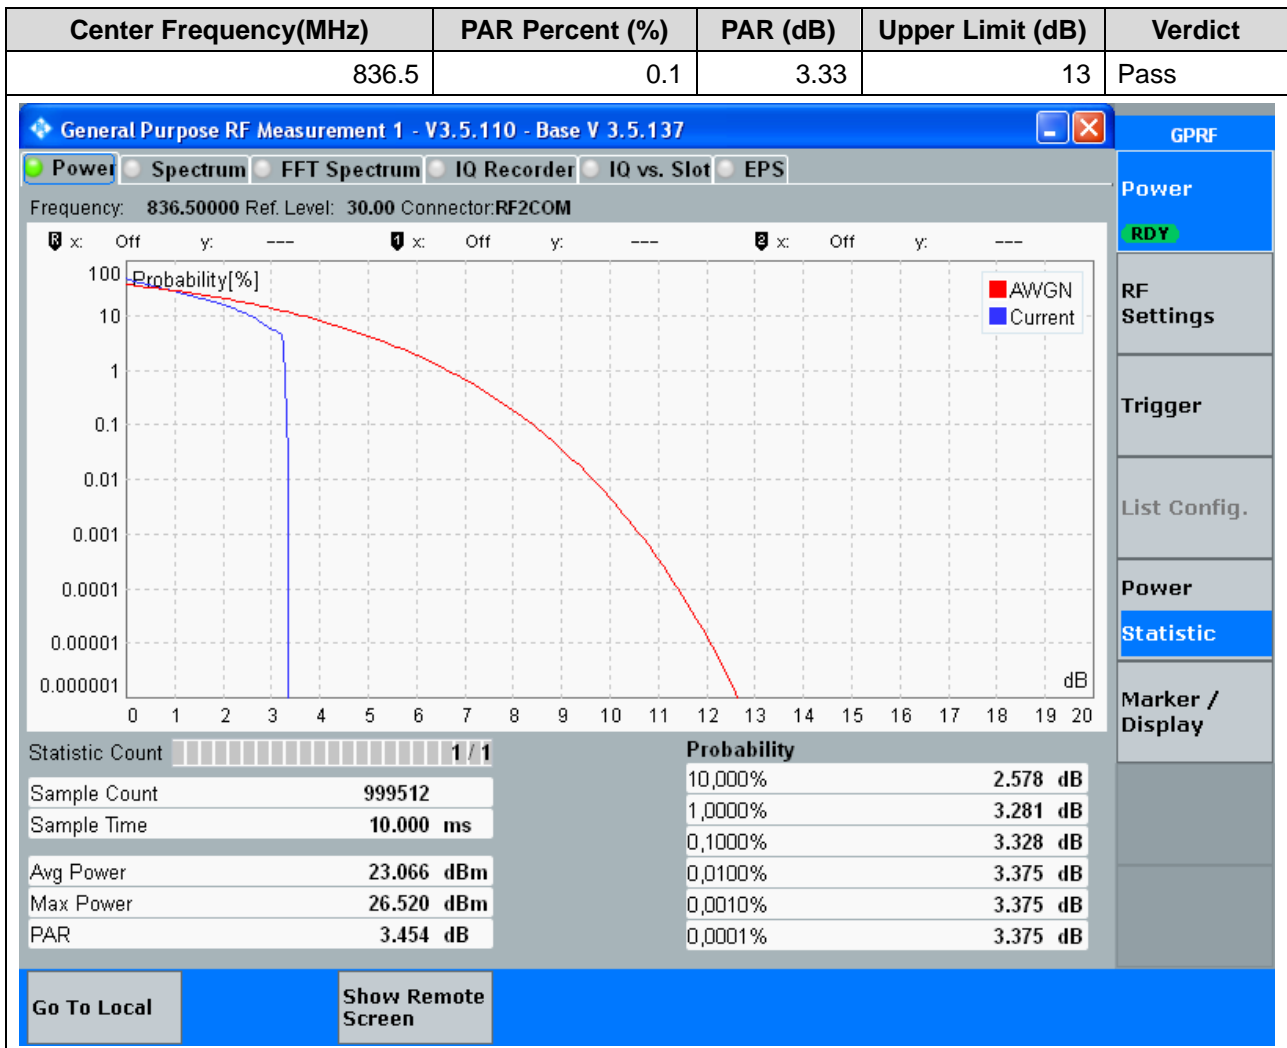 Center Frequency(MHz) PAR Percent (%) PAR (dB) Upper Limit (dB) Verdict
836.5 0.1 3.33 13 Pass
General Purpose RF Measurement 1 - V3.5.110 - Base V 3.5.137
GPRF
Power Spectrum FFT Spectrum IQ Recorder IQ vs. Slot EPS
Frequency: 836.50000 Ref. Level: 30.00 Connector:RF2COM
R x: Off y: --- 1 x: Off y: --- 2 x: Off y: ---
Probability[%]
AWGN
Current
100
10
1
0.1
0.01
0.001
0.0001
0.00001
0.000001
dB
0 1 2 3 4 5 6 7 8 9 10 11 12 13 14 15 16 17 18 19 20
Statistic Count 1 / 1
Sample Count 999512
Sample Time 10.000 ms
Avg Power 23.066 dBm
Max Power 26.520 dBm
PAR 3.454 dB
Probability
10,000% 2.578 dB
1,0000% 3.281 dB
0,1000% 3.328 dB
0,0100% 3.375 dB
0,0010% 3.375 dB
0,0001% 3.375 dB
Power
RDY
RF
Settings
Trigger
List Config.
Power
Statistic
Marker /
Display
Go To Local
Show Remote
Screen